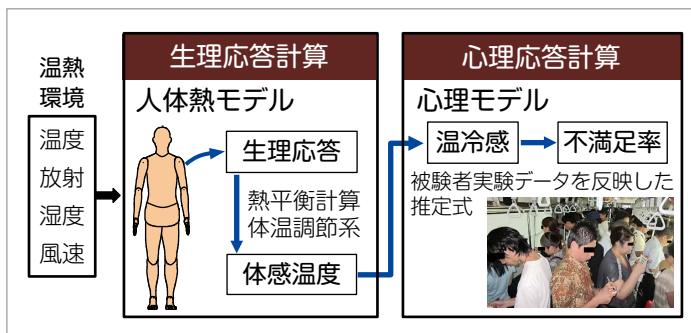 温熱
環境
温度
放射
湿度
風速
生理応答計算
人体熱モデル
生理応答
熱平衡計算
体温調節系
体感温度
心理応答計算
心理モデル
温冷感
不満足率
被験者実験データを反映した
推定式